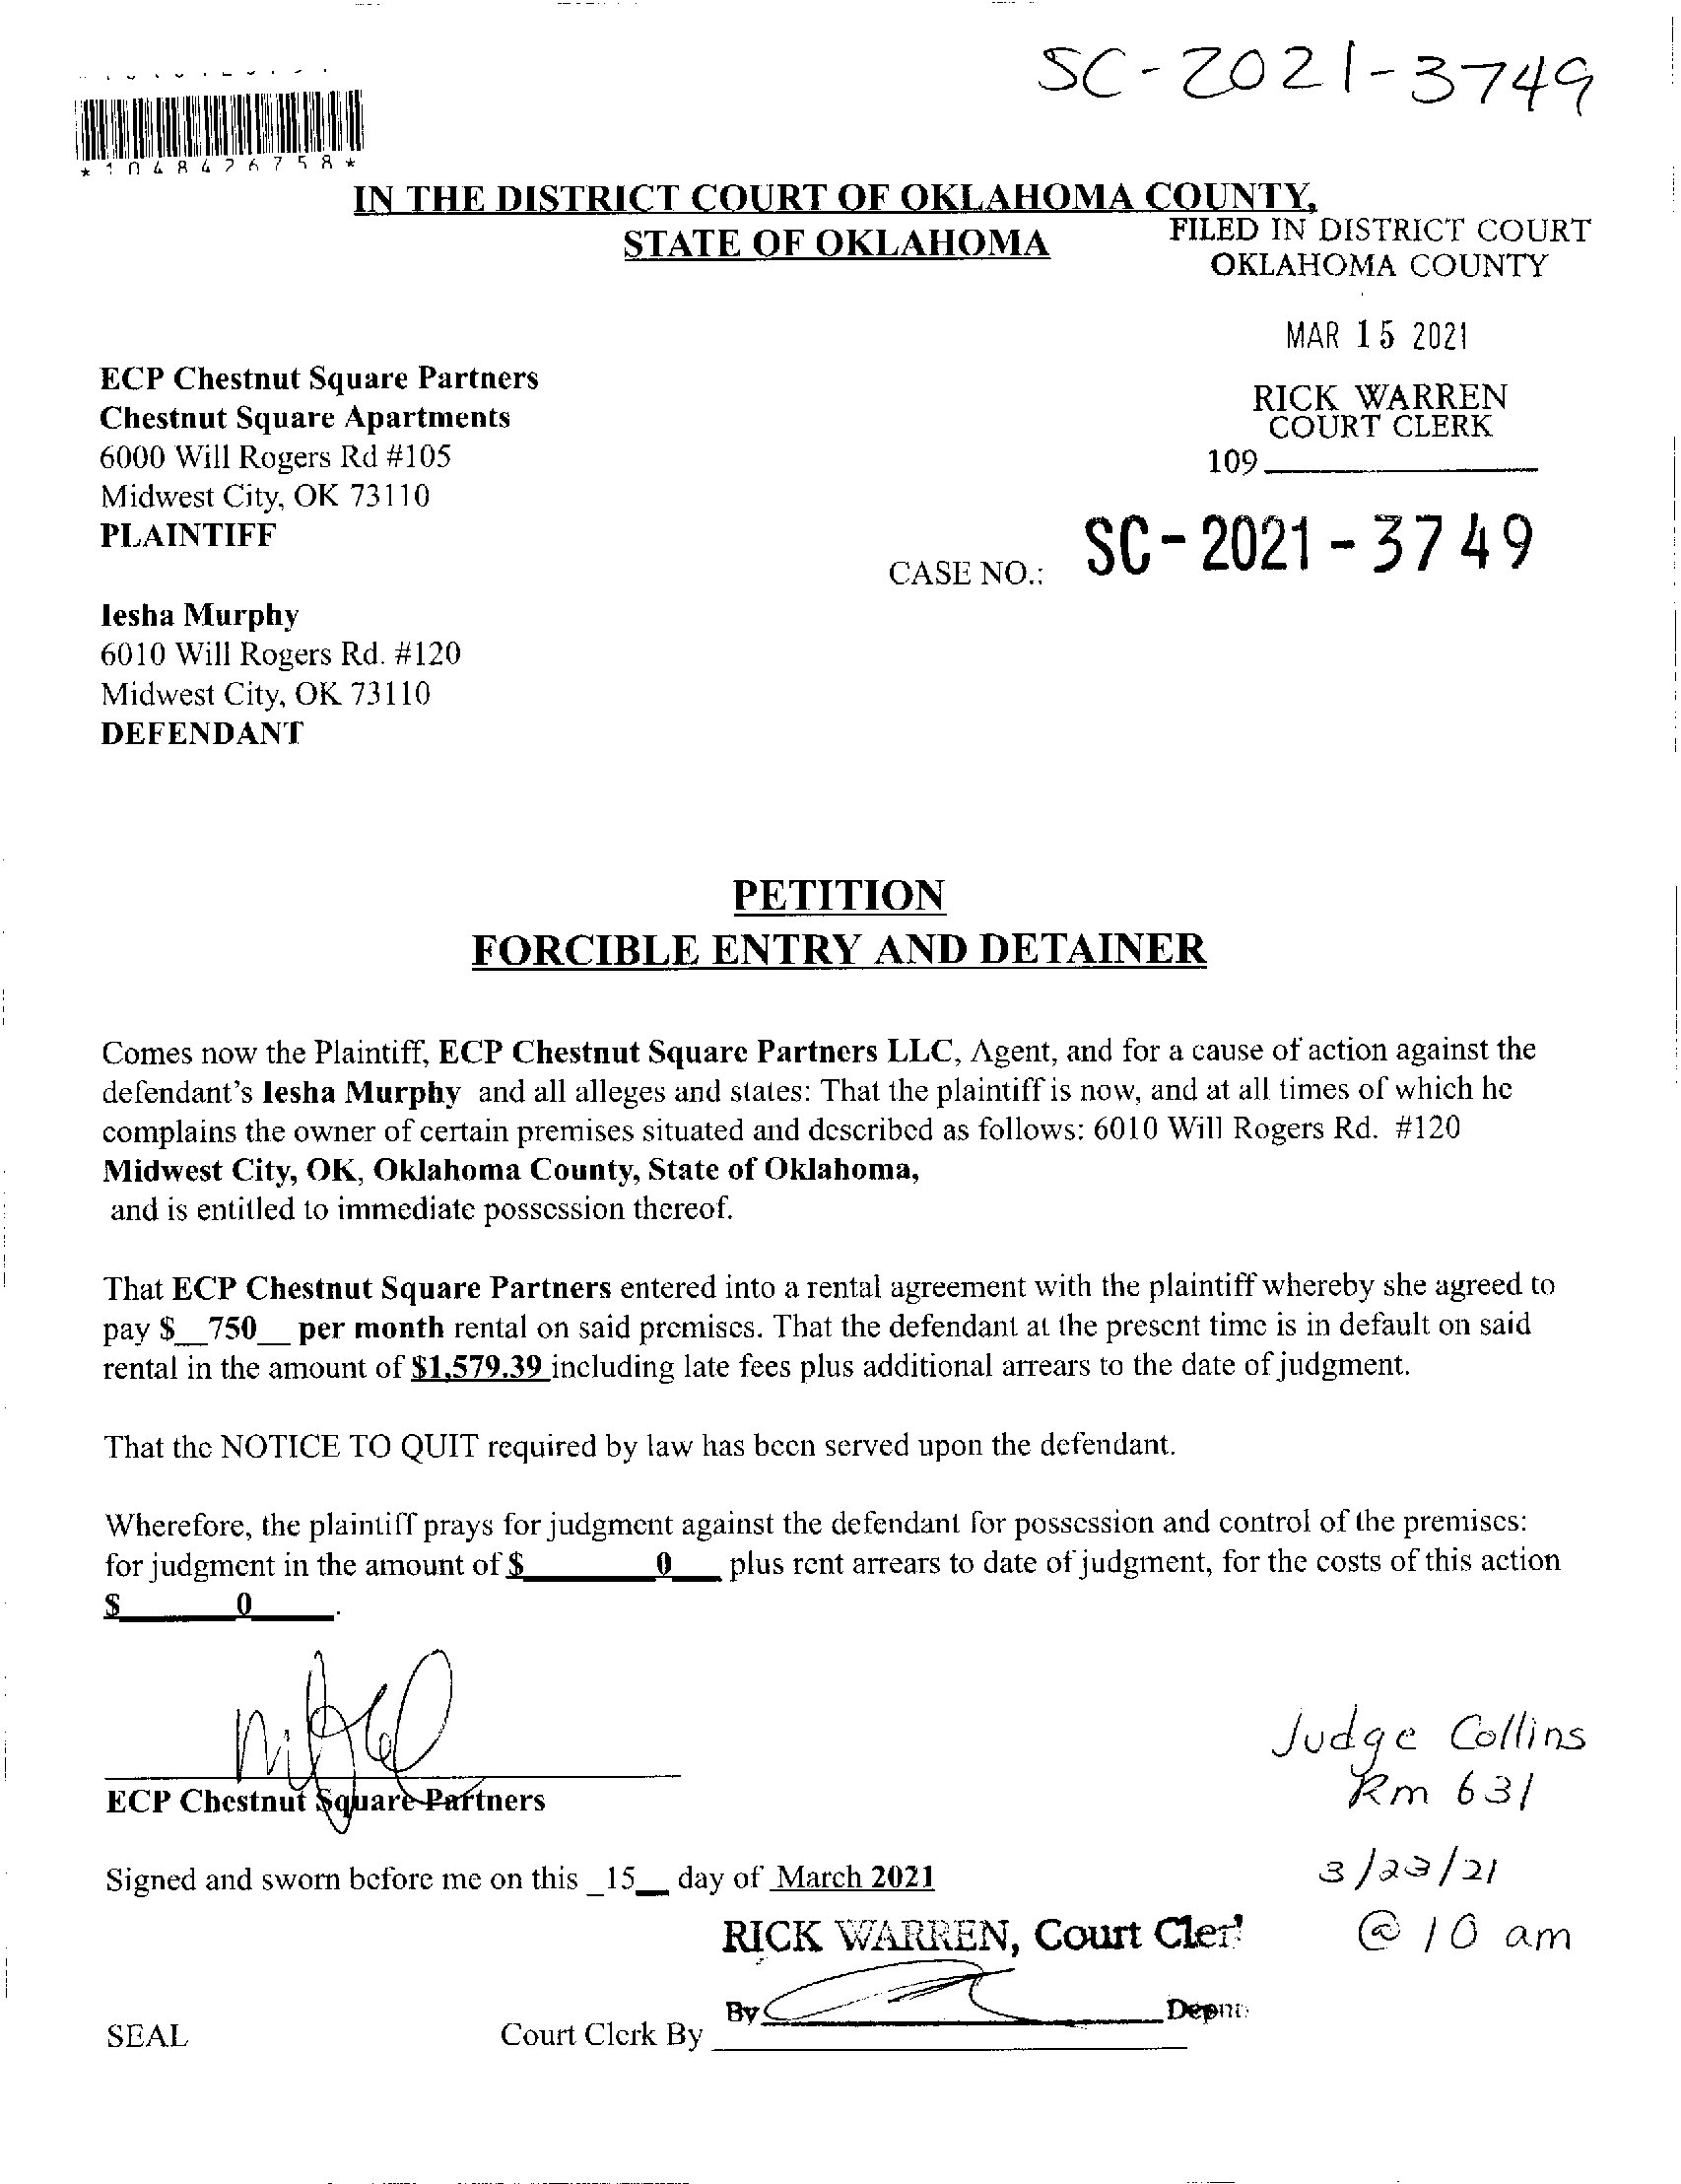 SC-2021-3749
*1048426758*
IN THE DISTRICT COURT OF OKLAHOMA COUNTY,
STATE OF OKLAHOMA
FILED IN DISTRICT COURT
OKLAHOMA COUNTY
MAR 15 2021
RICK WARREN
COURT CLERK
109
ECP Chestnut Square Partners
Chestnut Square Apartments
6000 Will Rogers Rd #105
Midwest City, OK 73110
PLAINTIFF
CASE NO.: SC-2021-3749
Iesha Murphy
6010 Will Rogers Rd. #120
Midwest City, OK 73110
DEFENDANT
PETITION
FORCIBLE ENTRY AND DETAINER
Comes now the Plaintiff, ECP Chestnut Square Partners LLC, Agent, and for a cause of action against the
defendant's Iesha Murphy and all alleges and states: That the plaintiff is now, and at all times of which he
complains the owner of certain premises situated and described as follows: 6010 Will Rogers Rd. #120
Midwest City, OK, Oklahoma County, State of Oklahoma,
and is entitled to immediate possession thereof.
That ECP Chestnut Square Partners entered into a rental agreement with the plaintiff whereby she agreed to
pay $__750__ per month rental on said premises. That the defendant at the present time is in default on said
rental in the amount of $1,579.39 including late fees plus additional arrears to the date of judgment.
That the NOTICE TO QUIT required by law has been served upon the defendant.
Wherefore, the plaintiff prays for judgment against the defendant for possession and control of the premises:
for judgment in the amount of $________0___ plus rent arrears to date of judgment, for the costs of this action
$_______0_____.
ECP Chestnut Square Partners
Judge Collins
Rm 631
Signed and sworn before me on this _15__ day of March 2021
3/23/21
RICK WARREN, Court Cler
@ 10 am
By
SEAL
Court Clerk By